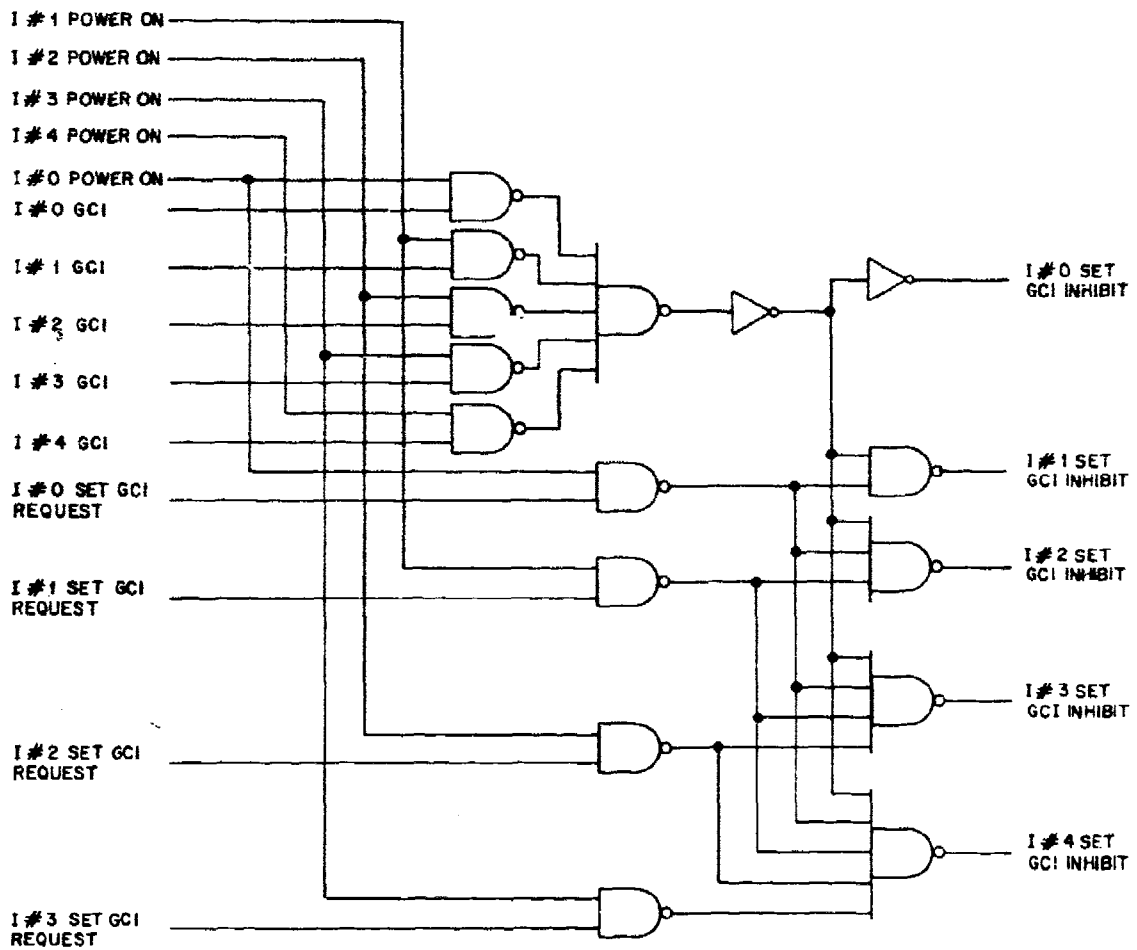 I #1 POWER ON
I #2 POWER ON
I #3 POWER ON
I #4 POWER ON
I #0 POWER ON
I #0 GCI
I #1 GCI
I #2 GCI
I #3 GCI
I #4 GCI
I #0 SET GCI
REQUEST
I #1 SET GCI
REQUEST
I #2 SET GCI
REQUEST
I #3 SET GCI
REQUEST
I #0 SET
GCI INHIBIT
I #1 SET
GCI INHIBIT
I #2 SET
GCI INHIBIT
I #3 SET
GCI INHIBIT
I #4 SET
GCI INHIBIT